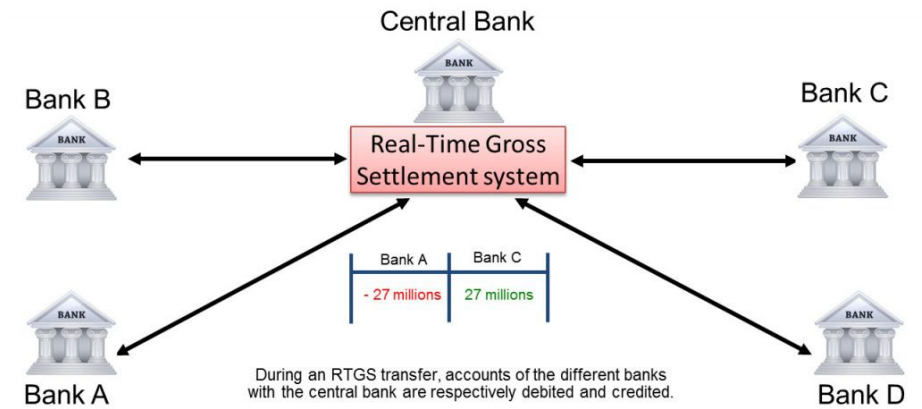 Central Bank
BANK
Bank B
BANK
Bank C
BANK
Real-Time Gross
Settlement system
Bank A
Bank C
- 27 millions
27 millions
BANK
Bank A
BANK
Bank D
During an RTGS transfer, accounts of the different banks
with the central bank are respectively debited and credited.